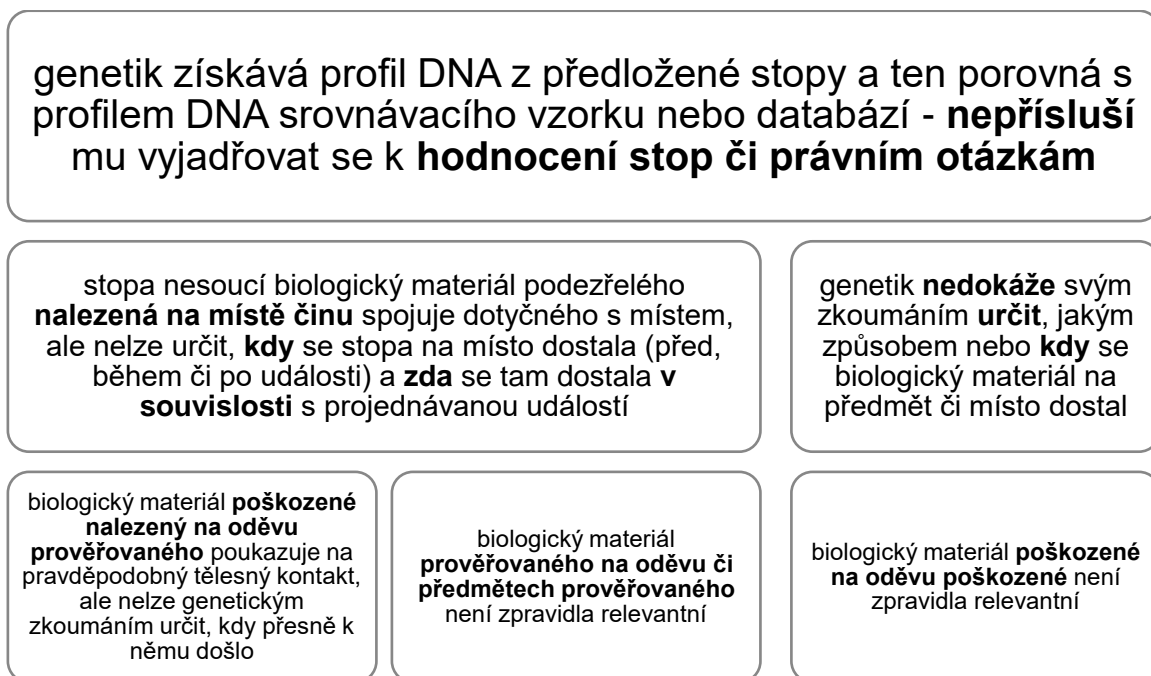 genetik získává profil DNA z předložené stopy a ten porovná s
profilem DNA srovnávacího vzorku nebo databází - nepřísluší
mu vyjadřovat se k hodnocení stop či právním otázkám
stopa nesoucí biologický materiál podezřelého
nalezená na místě činu spojuje dotyčného s místem,
ale nelze určit, kdy se stopa na místo dostala (před,
během či po události) a zda se tam dostala v
souvislosti s projednávanou událostí
genetik nedokáže svým
zkoumáním určit, jakým
způsobem nebo kdy se
biologický materiál na
předmět či místo dostal
biologický materiál poškozené
nalezený na oděvu
prověřovaného poukazuje na
pravděpodobný tělesný kontakt,
ale nelze genetickým
zkoumáním určit, kdy přesně k
němu došlo
biologický materiál
prověřovaného na oděvu či
předmětech prověřovaného
není zpravidla relevantní
biologický materiál poškozené
na oděvu poškozené není
zpravidla relevantní